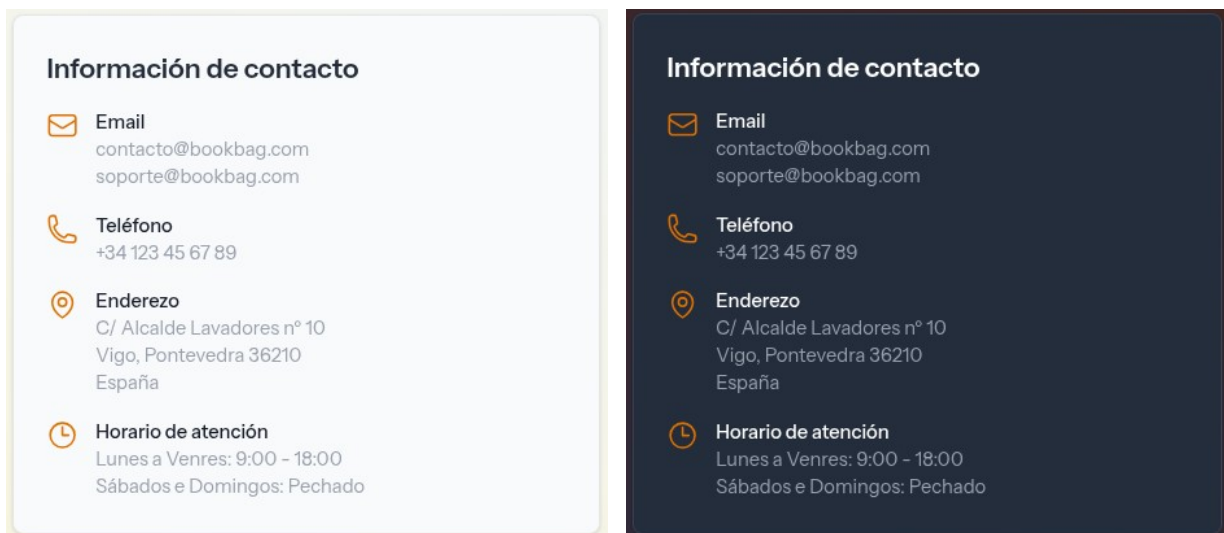 Información de contacto
Email
contacto@bookbag.com
soporte@bookbag.com
Teléfono
+34 123 45 67 89
Enderezo
C/ Alcalde Lavadores nº 10
Vigo, Pontevedra 36210
España
Horario de atención
Lunes a Venres: 9:00 - 18:00
Sábados e Domingos: Pechado
Información de contacto
Email
contacto@bookbag.com
soporte@bookbag.com
Teléfono
+34 123 45 67 89
Enderezo
C/ Alcalde Lavadores nº 10
Vigo, Pontevedra 36210
España
Horario de atención
Lunes a Venres: 9:00 - 18:00
Sábados e Domingos: Pechado